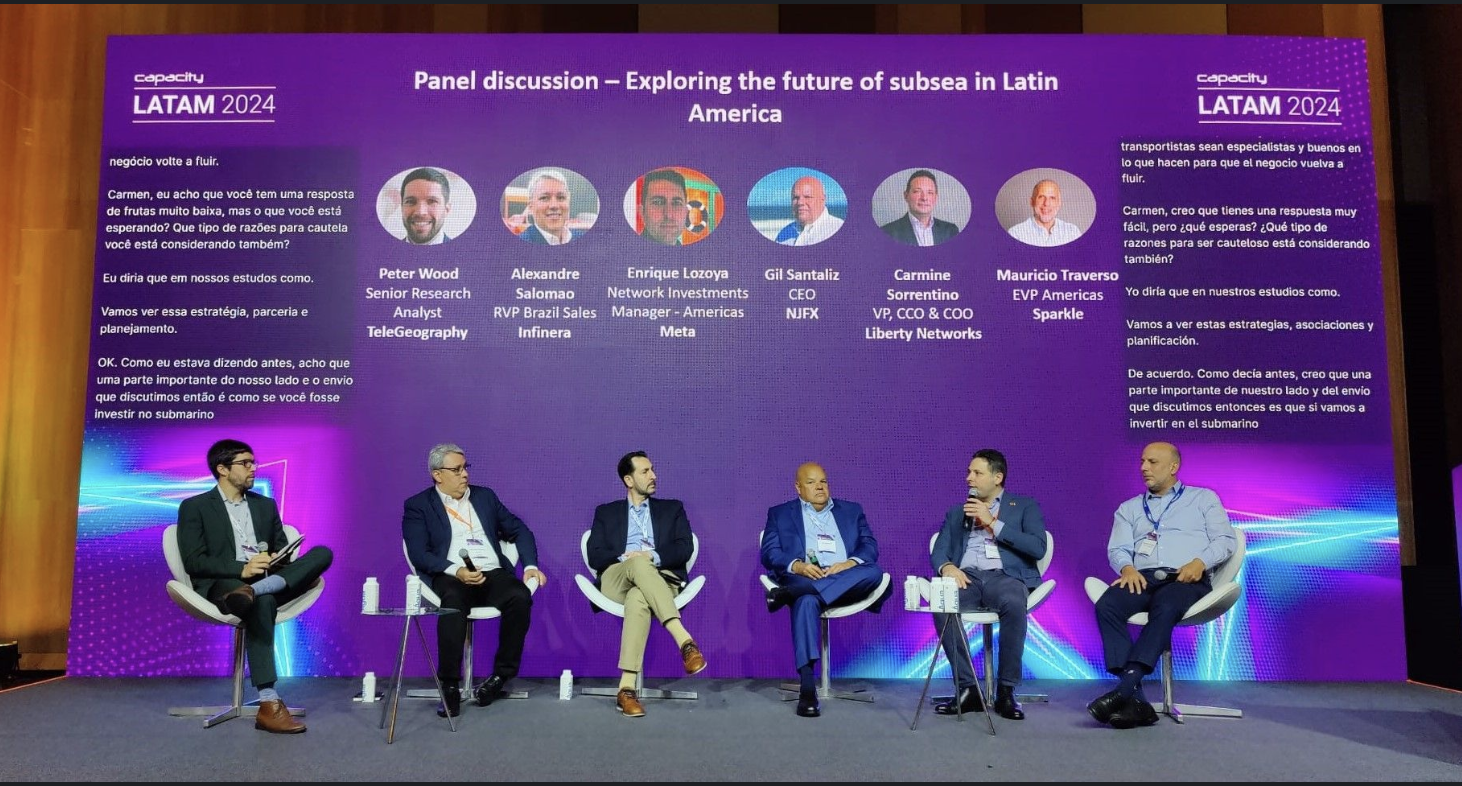 capacity
LATAM 2024
Panel discussion – Exploring the future of subsea in Latin
America
capacity
LATAM 2024
negócio volte a fluir.
Carmen, eu acho que você tem uma resposta
de frutas muito baixa, mas o que você está
esperando? Que tipo de razões para cautela
você está considerando também?
Eu diria que em nossos estudos como.
Vamos ver essa estratégia, parceria e
planejamento.
OK. Como eu estava dizendo antes, acho que
uma parte importante do nosso lado e o envio
que discutimos então é como se você fosse
investir no submarino
Peter Wood
Senior Research
Analyst
TeleGeography
Alexandre
Salomao
RVP Brazil Sales
Infinera
Enrique Lozoya
Network Investments
Manager - Americas
Meta
Gil Santaliz
CEO
NJFX
Carmine
Sorrentino
VP, CCO & COO
Liberty Networks
Mauricio Traverso
EVP Americas
Sparkle
transportistas sean especialistas y buenos en
lo que hacen para que el negocio vuelva a
fluir.
Carmen, creo que tienes una respuesta muy
fácil, pero ¿qué esperas? ¿Qué tipo de
razones para ser cauteloso está considerando
también?
Yo diría que en nuestros estudios como.
Vamos a ver estas estrategias, asociaciones y
planificación.
De acuerdo. Como decía antes, creo que una
parte importante de nuestro lado y del envío
que discutimos entonces es que si vamos a
invertir en el submarino